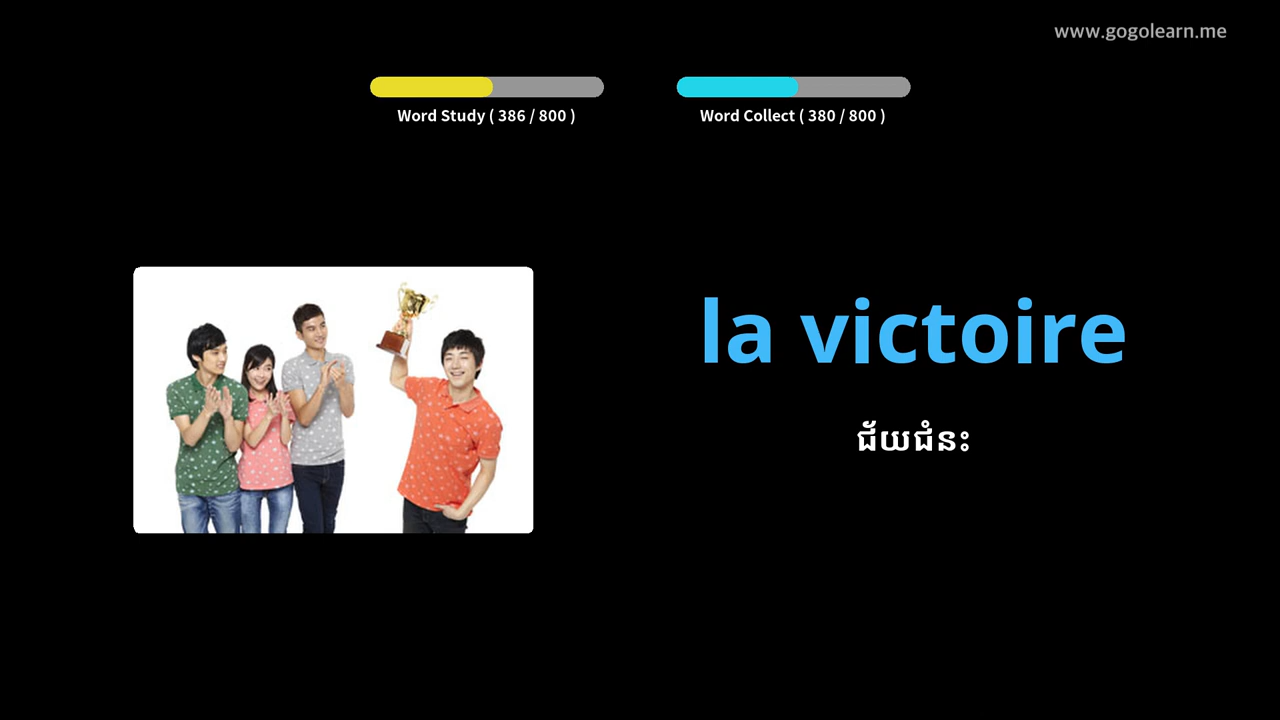 www.gogolearn.me
Word Study ( 386 / 800 )
Word Collect ( 380 / 800 )
la victoire
ជ័យជំនះ